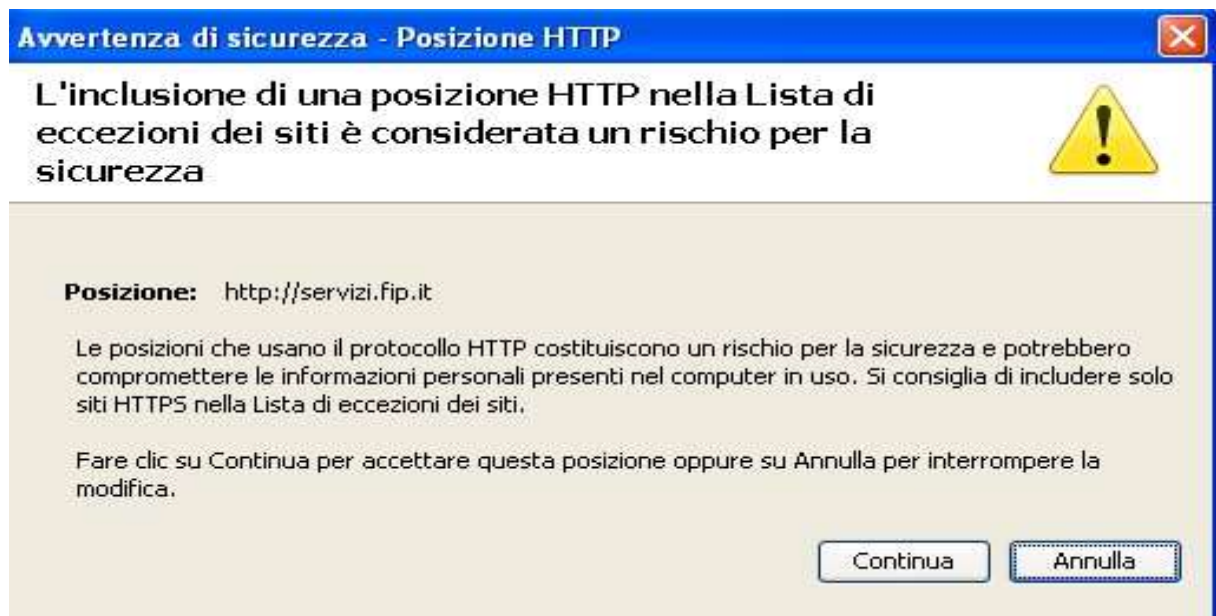 Avvertenza di sicurezza - Posizione HTTP
L'inclusione di una posizione HTTP nella Lista di
eccezioni dei siti è considerata un rischio per la
sicurezza
Posizione: http://servizi.fip.it
Le posizioni che usano il protocollo HTTP costituiscono un rischio per la sicurezza e potrebbero
compromettere le informazioni personali presenti nel computer in uso. Si consiglia di includere solo
siti HTTPS nella Lista di eccezioni dei siti.
Fare clic su Continua per accettare questa posizione oppure su Annulla per interrompere la
modifica.
Continua Annulla